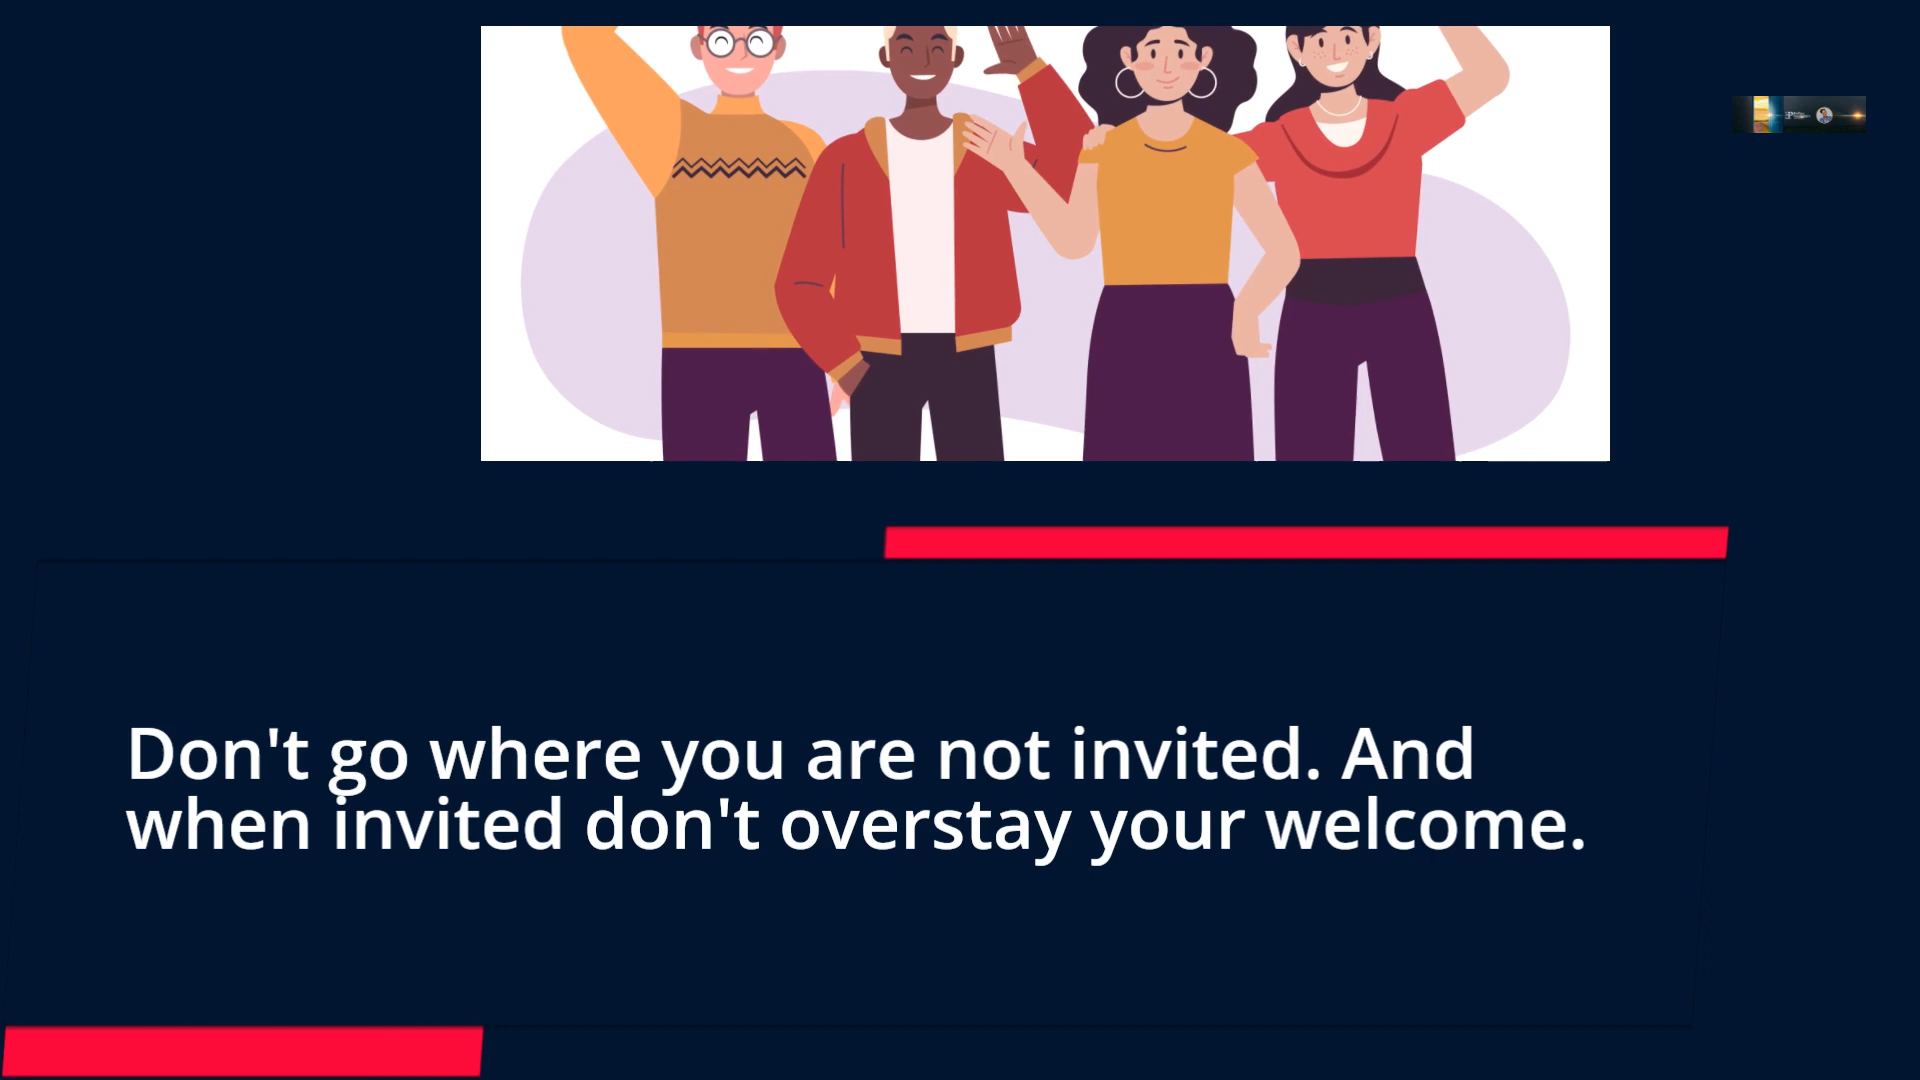 Don't go where you are not invited. And
when invited don't overstay your welcome.